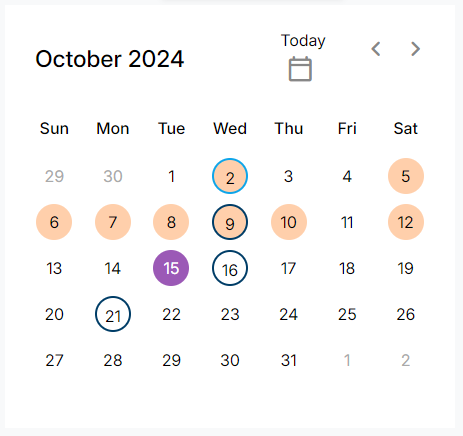 Today
October 2024
Sun Mon Tue Wed Thu Fri Sat
29 30 1 2 3 4 5
6 7 8 9 10 11 12
13 14 15 16 17 18 19
20 21 22 23 24 25 26
27 28 29 30 31 1 2